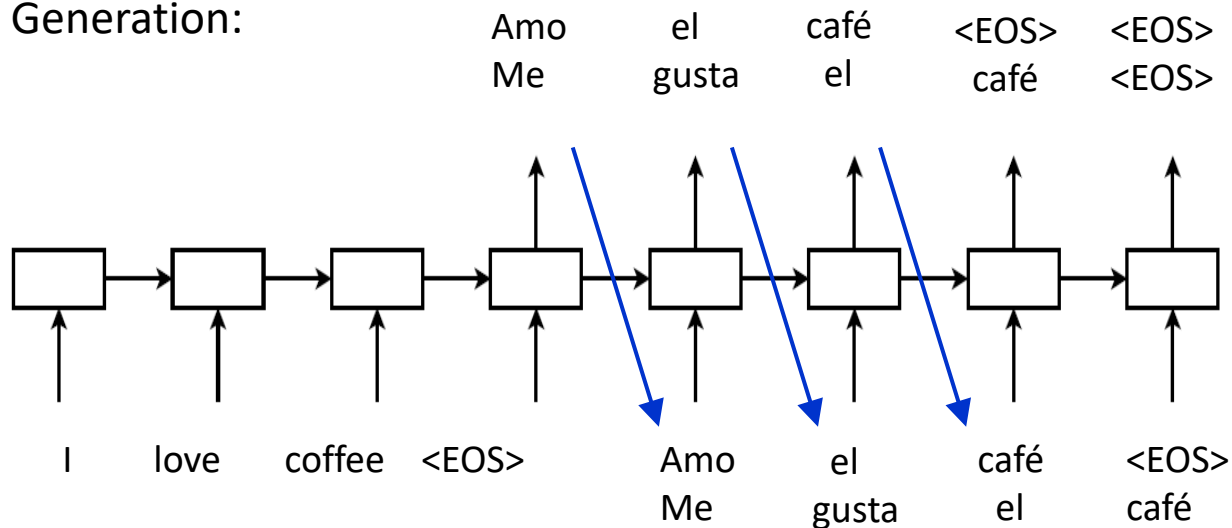 Generation:
Amo el café <EOS> <EOS>
Me gusta el café <EOS>
I love coffee <EOS> Amo el café <EOS>
Me gusta el café